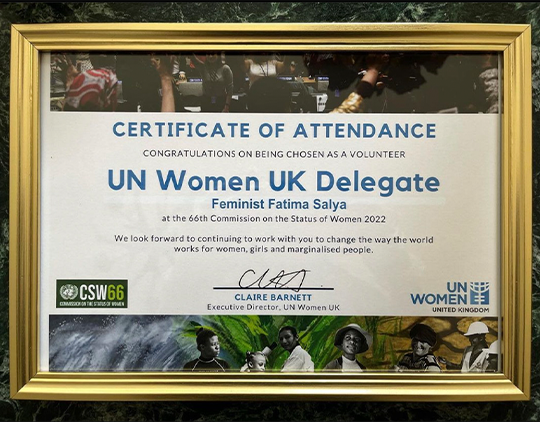 CERTIFICATE OF ATTENDANCE
CONGRATULATIONS ON BEING CHOSEN AS A VOLUNTEER
UN Women UK Delegate
Feminist Fatima Salya
at the 66th Commission on the Status of Women 2022
We look forward to continuing to work with you to change the way the world
works for women, girls and marginalised people.
CLAIRE BARNETT
Executive Director, UN Women UK
CSW66
COMMISSION ON THE STATUS OF WOMEN
UN
WOMEN
UNITED KINGDOM